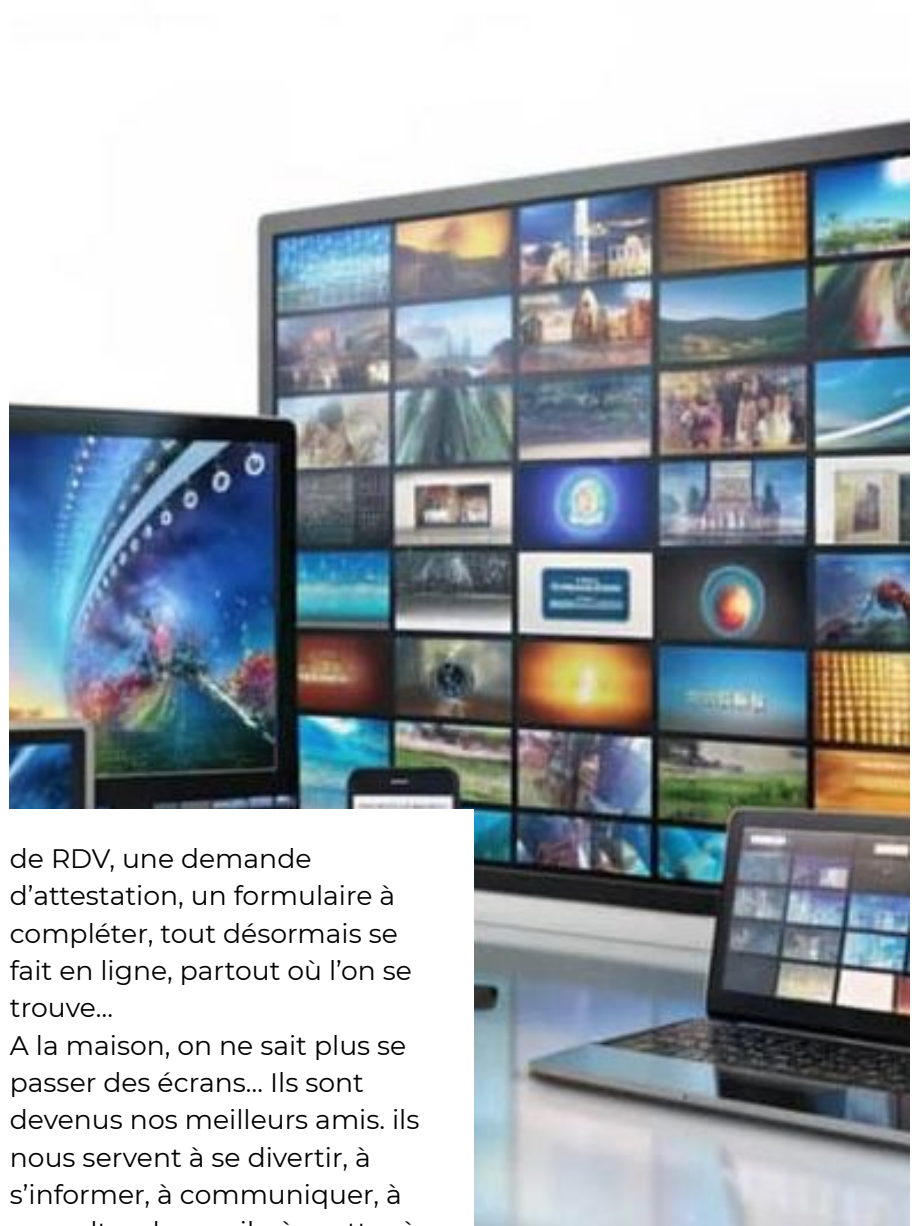 de RDV, une demande
d’attestation, un formulaire à
compléter, tout désormais se
fait en ligne, partout où l’on se
trouve...
A la maison, on ne sait plus se
passer des écrans... Ils sont
devenus nos meilleurs amis. ils
nous servent à se divertir, à
s’informer, à communiquer, à